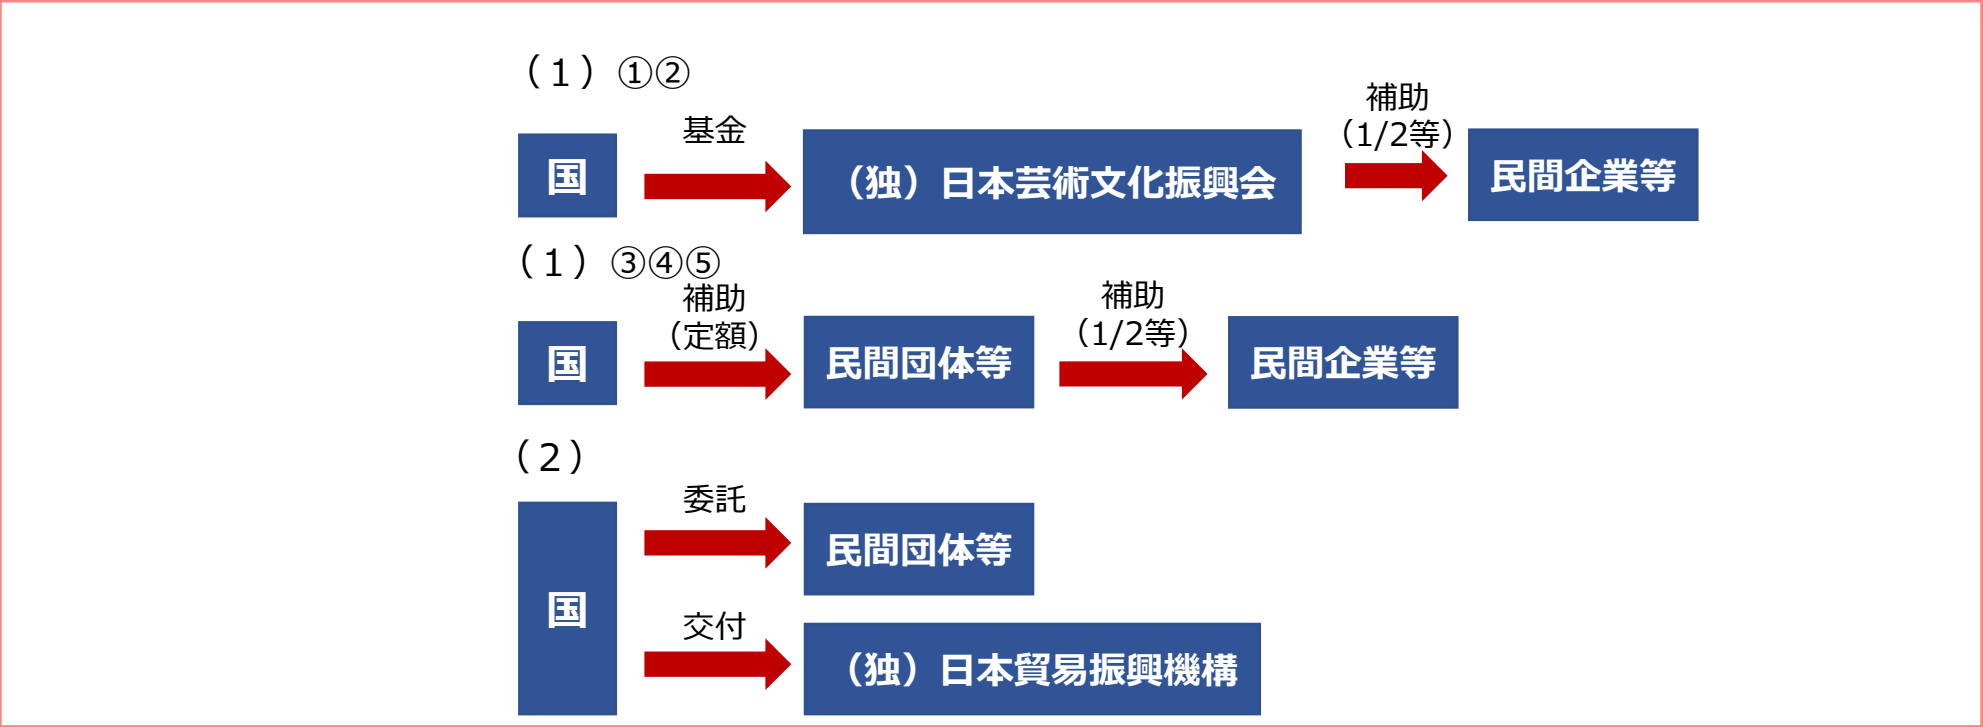 （１）①②
基金
補助
（1/2等）
国
（独）日本芸術文化振興会
民間企業等
（１）③④⑤
補助
（定額）
補助
（1/2等）
国
民間団体等
民間企業等
（２）
委託
民間団体等
国
交付
（独）日本貿易振興機構